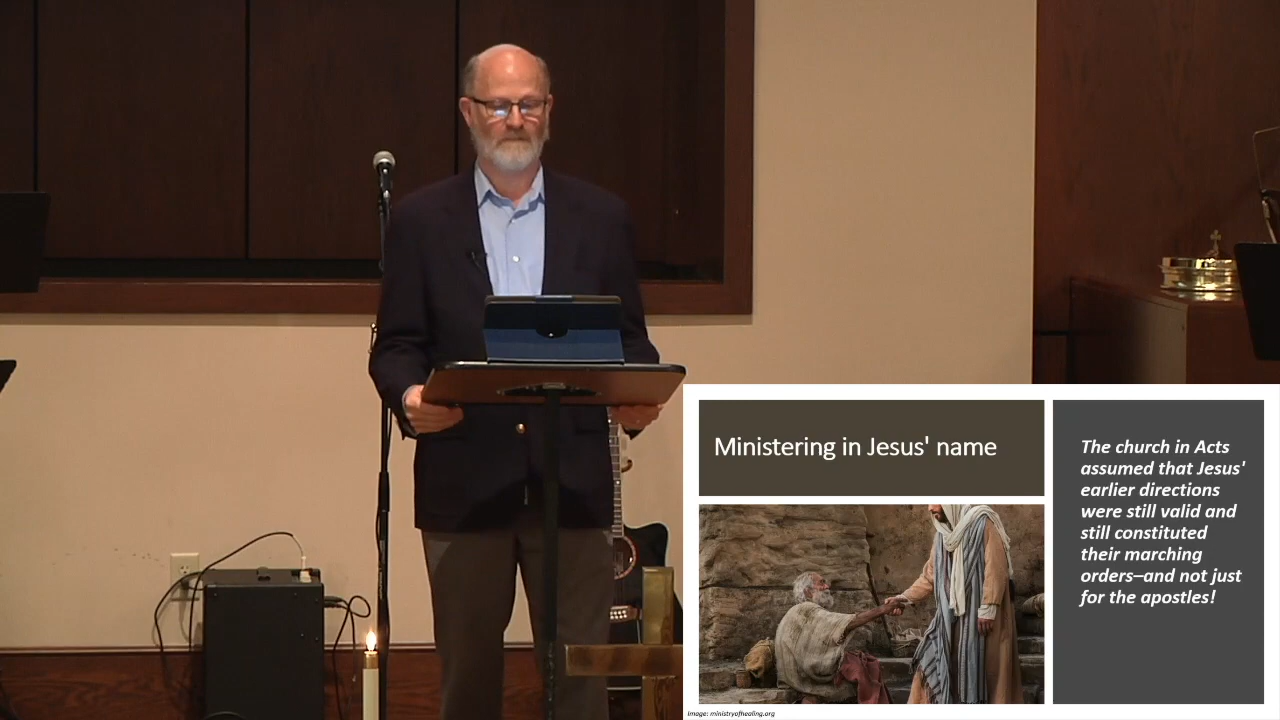 Ministering in Jesus' name
The church in Acts
assumed that Jesus'
earlier directions
were still valid and
still constituted
their marching
orders–and not just
for the apostles!
Image: ministryofhealing.org